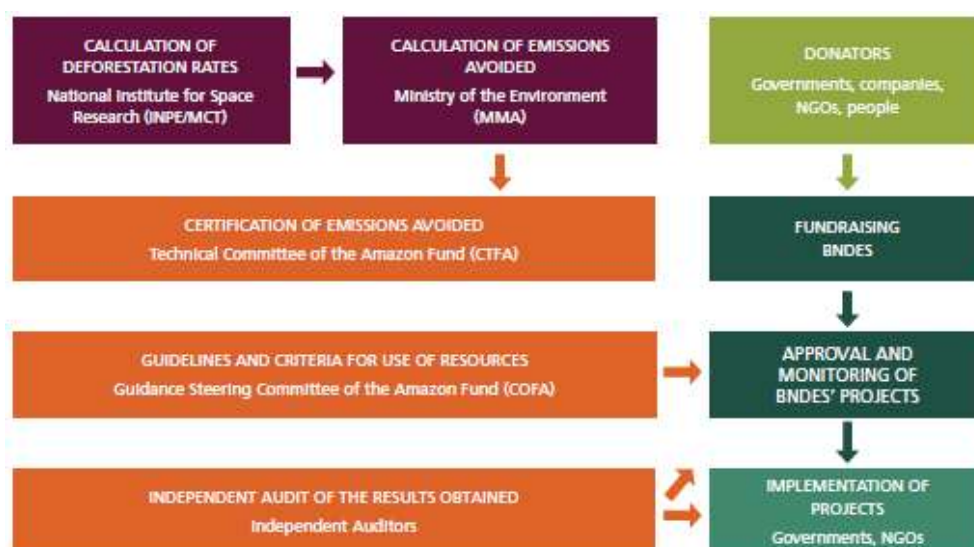 CALCULATION OF
DEFORESTATION RATES
National Institute for Space
Research (INPE/MCT)
CALCULATION OF EMISSIONS
AVOIDED
Ministry of the Environment
(MMA)
DONATORS
Governments, companies,
NGOs, people
CERTIFICATION OF EMISSIONS AVOIDED
Technical Committee of the Amazon Fund (CTFA)
FUNDRAISING
BNDES
GUIDELINES AND CRITERIA FOR USE OF RESOURCES
Guidance Steering Committee of the Amazon Fund (COFA)
APPROVAL AND
MONITORING OF
BNDES' PROJECTS
INDEPENDENT AUDIT OF THE RESULTS OBTAINED
Independent Auditors
IMPLEMENTATION OF
PROJECTS
Governments, NGOs